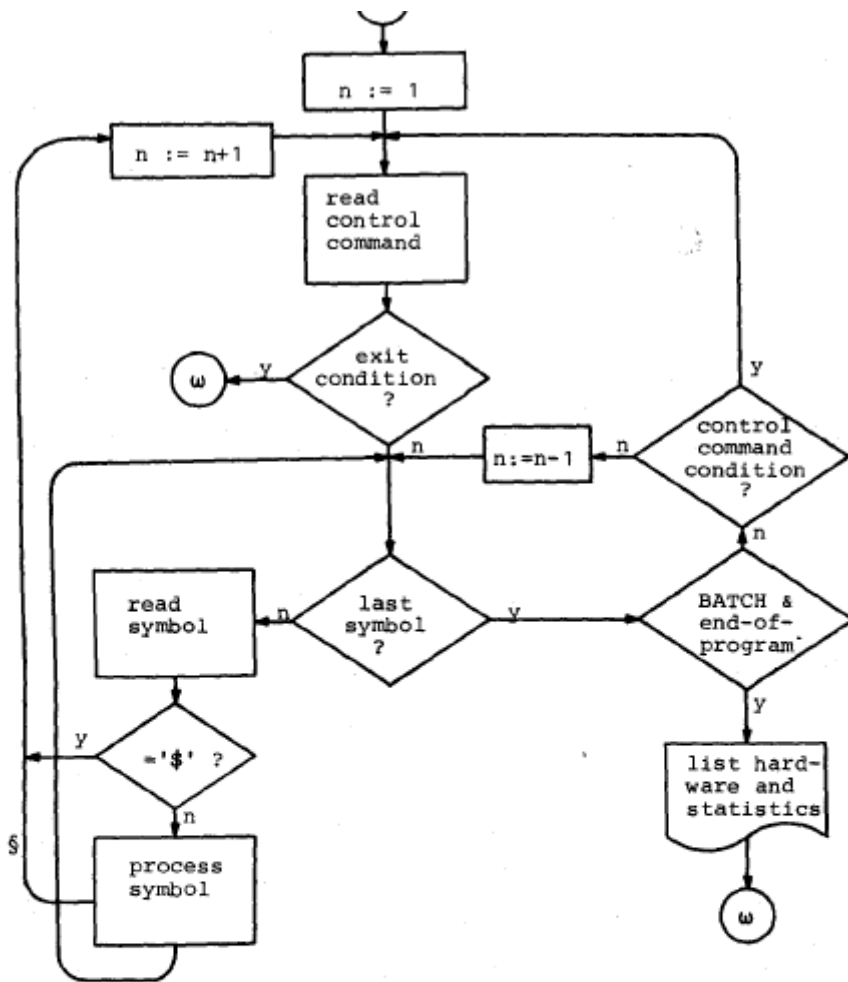 n := 1
n := n+1
read
control
command
exit
condition
?
y
ω
n
n:=n-1
n
control
command
condition
?
y
n
last
symbol
?
n
y
read
symbol
BATCH &
end-of-
program
y
='$' ?
y
n
list hard-
ware and
statistics
§
process
symbol
ω